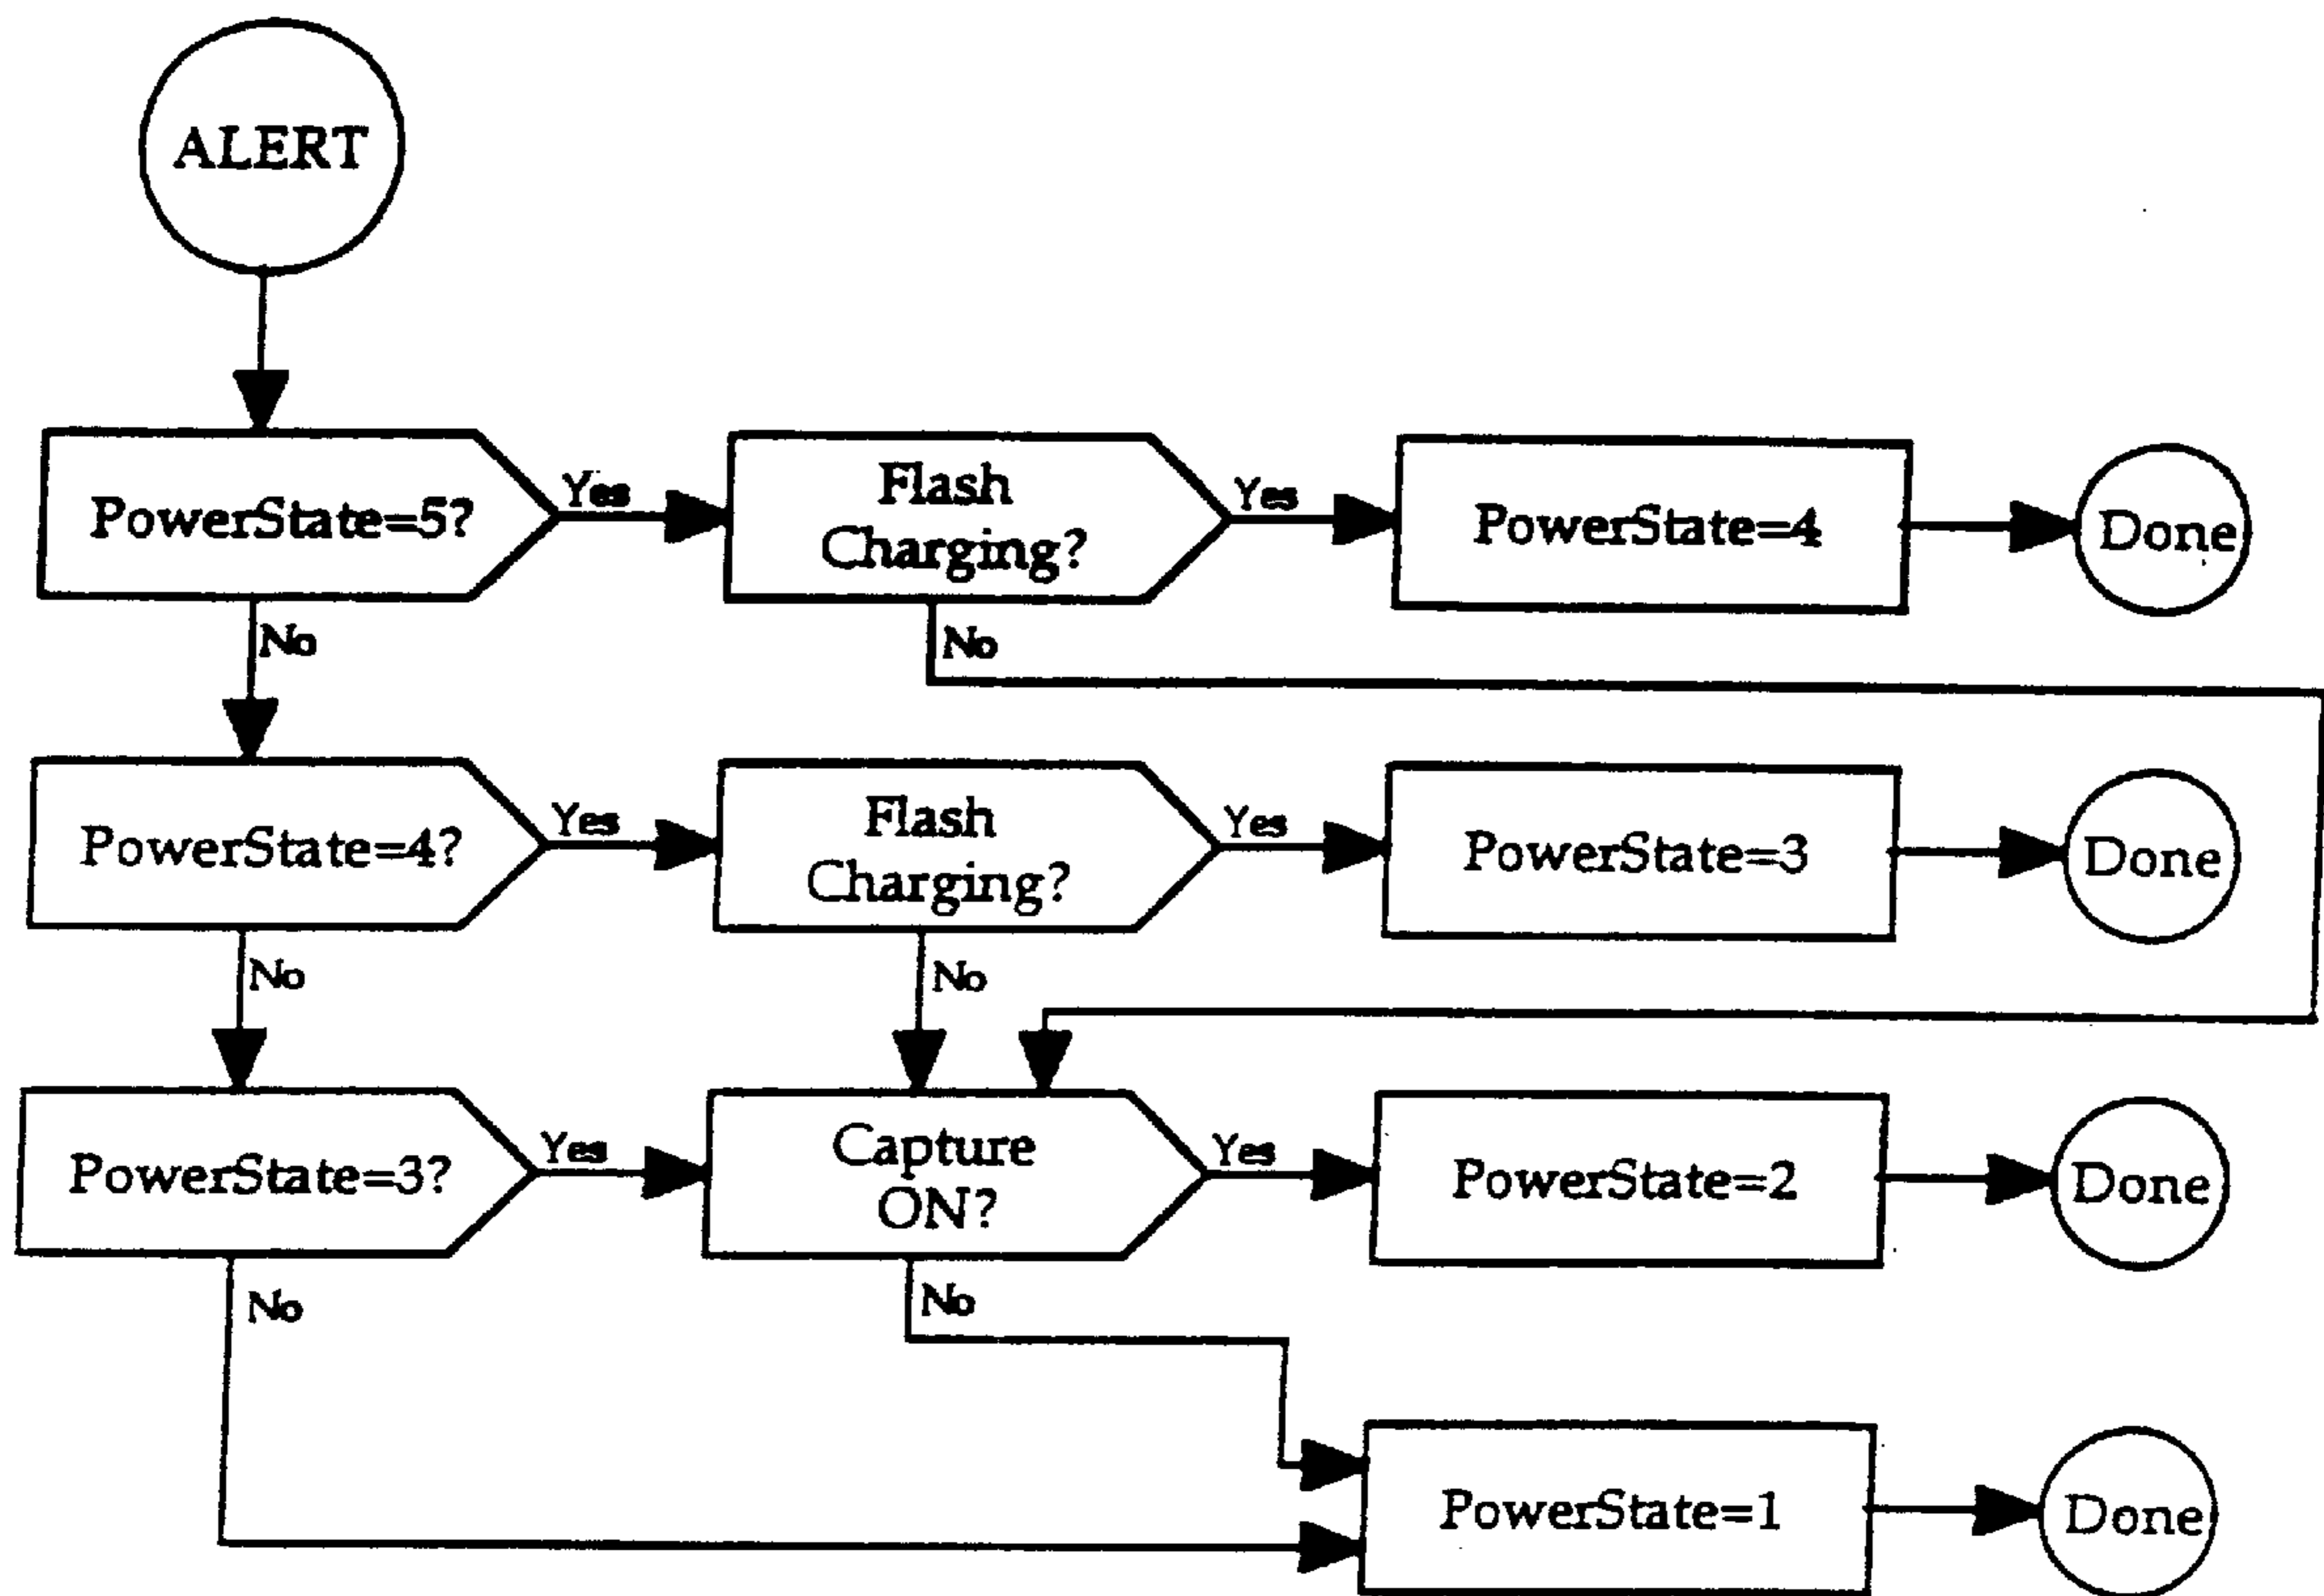 ALERT
PowerState=5?
Yes
Flash
Charging?
Yes
PowerState=4
Done
No
No
PowerState=4?
Yes
Flash
Charging?
Yes
PowerState=3
Done
No
No
PowerState=3?
Yes
Capture
ON?
Yes
PowerState=2
Done
No
No
PowerState=1
Done